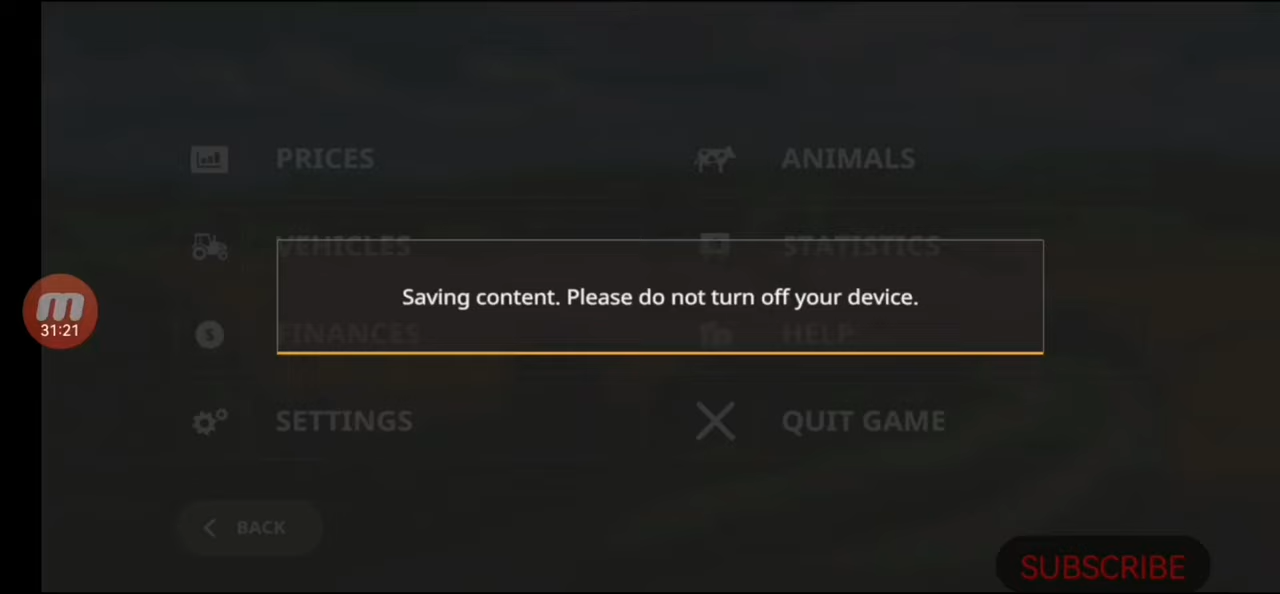 PRICES
ANIMALS
VEHICLES
STATISTICS
Saving content. Please do not turn off your device.
31:21
FINANCES
HELP
SETTINGS
QUIT GAME
BACK
SUBSCRIBE